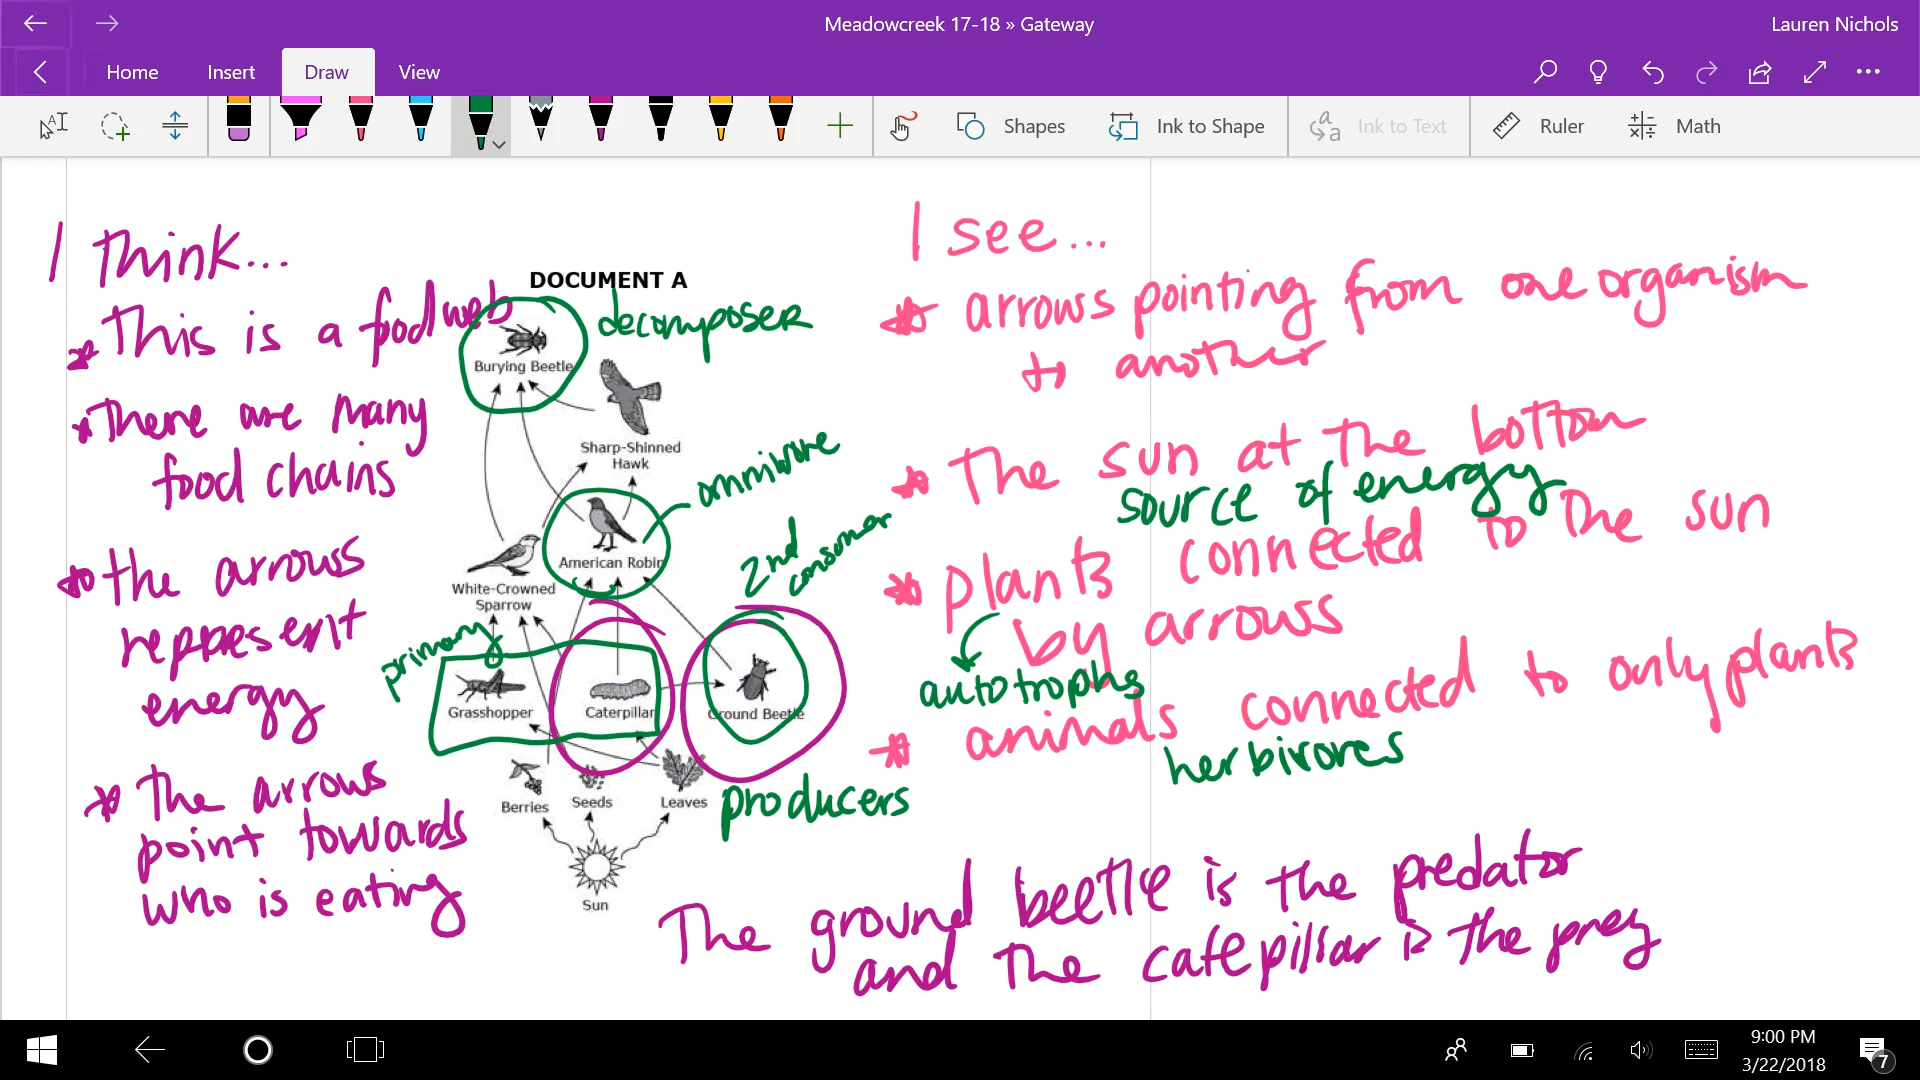 Meadowcreek 17-18 » Gateway
Lauren Nichols
Home
Insert
Draw
View
Shapes
Ink to Shape
Ink to Text
Ruler
Math
I think...
* This is a food web
* There are many
food chains
* the arrows
represent
energy
* the arrows
point towards
who is eating
DOCUMENT A
decomposer
Burying Beetle
Sharp-Shinned
Hawk
omnivore
American Robin
2nd
consumer
White-Crowned
Sparrow
primary
Grasshopper
Caterpillar
Ground Beetle
Berries
Seeds
Leaves
producers
Sun
I see...
* arrows pointing from one organism
to another
* The sun at the bottom
source of energy
* plants connected to the sun
by arrows
autotrophs
* animals connected to only plants
herbivores
The ground beetle is the predator
and the caterpillar is the prey
9:00 PM
3/22/2018
7